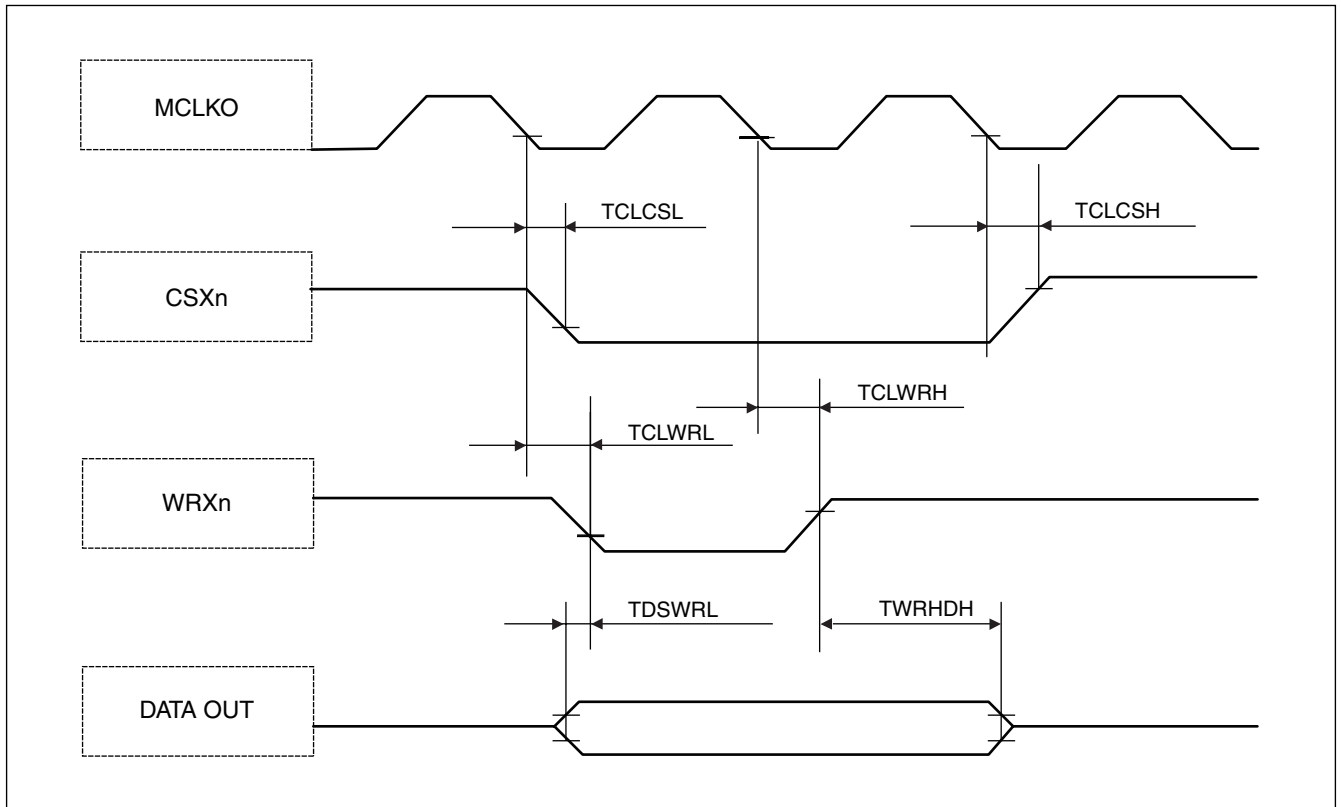 MCLKO
TCLCSL
TCLCSH
CSXn
TCLWRH
TCLWRL
WRXn
TDSWRL
TWRHDH
DATA OUT